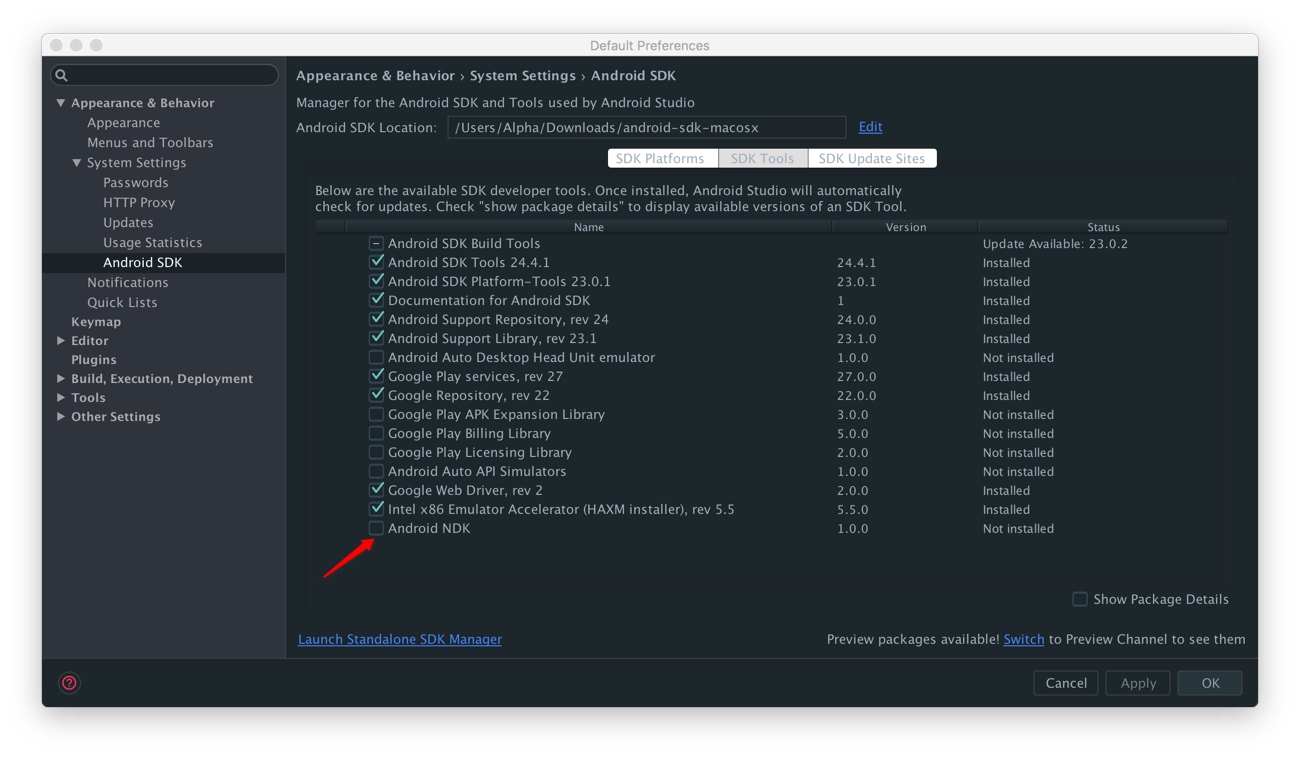 Default Preferences
Appearance & Behavior
Appearance
Menus and Toolbars
System Settings
Passwords
HTTP Proxy
Updates
Usage Statistics
Android SDK
Notifications
Quick Lists
Keymap
Editor
Plugins
Build, Execution, Deployment
Tools
Other Settings
Appearance & Behavior › System Settings › Android SDK
Manager for the Android SDK and Tools used by Android Studio
Android SDK Location: /Users/Alpha/Downloads/android-sdk-macosx Edit
SDK Platforms SDK Tools SDK Update Sites
Below are the available SDK developer tools. Once installed, Android Studio will automatically
check for updates. Check "show package details" to display available versions of an SDK Tool.
Name Version Status
Android SDK Build Tools Update Available: 23.0.2
Android SDK Tools 24.4.1 24.4.1 Installed
Android SDK Platform-Tools 23.0.1 23.0.1 Installed
Documentation for Android SDK 1 Installed
Android Support Repository, rev 24 24.0.0 Installed
Android Support Library, rev 23.1 23.1.0 Installed
Android Auto Desktop Head Unit emulator 1.0.0 Not installed
Google Play services, rev 27 27.0.0 Installed
Google Repository, rev 22 22.0.0 Installed
Google Play APK Expansion Library 3.0.0 Not installed
Google Play Billing Library 5.0.0 Not installed
Google Play Licensing Library 2.0.0 Not installed
Android Auto API Simulators 1.0.0 Not installed
Google Web Driver, rev 2 2.0.0 Installed
Intel x86 Emulator Accelerator (HAXM installer), rev 5.5 5.5.0 Installed
Android NDK 1.0.0 Not installed
Show Package Details
Launch Standalone SDK Manager Preview packages available! Switch to Preview Channel to see them
? Cancel Apply OK